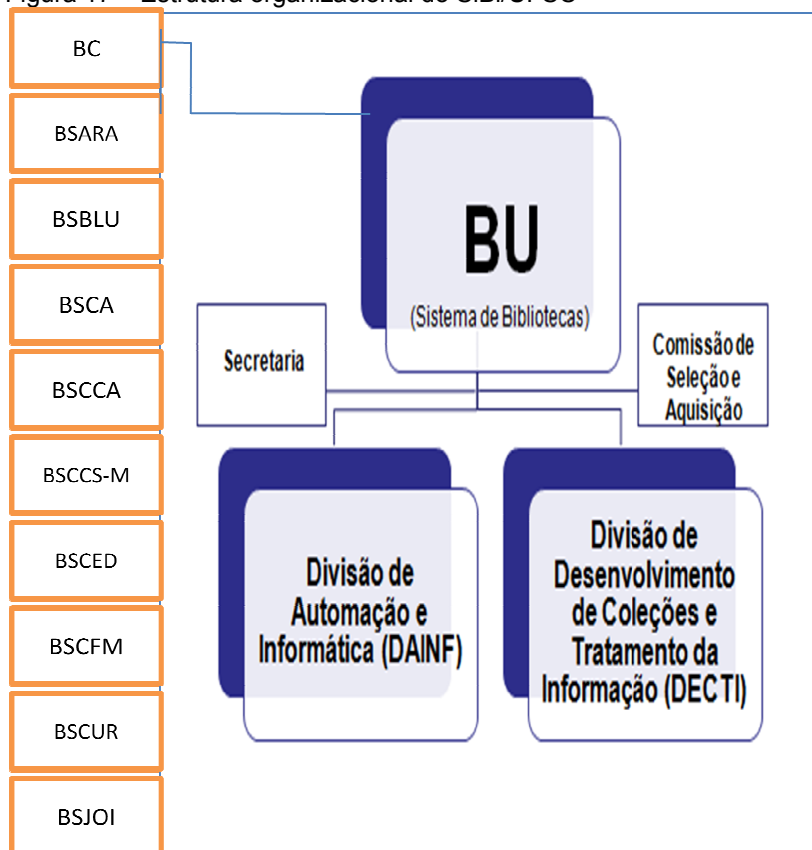 BC
BSARA
BSBLU
BSCA
BSCCA
BSCCS-M
BSCED
BSCFM
BSCUR
BSJOI
BU
(Sistema de Bibliotecas)
Secretaria
Comissão de
Seleção e
Aquisição
Divisão de
Automação e
Informática (DAINF)
Divisão de
Desenvolvimento
de Coleções e
Tratamento da
Informação (DECTI)